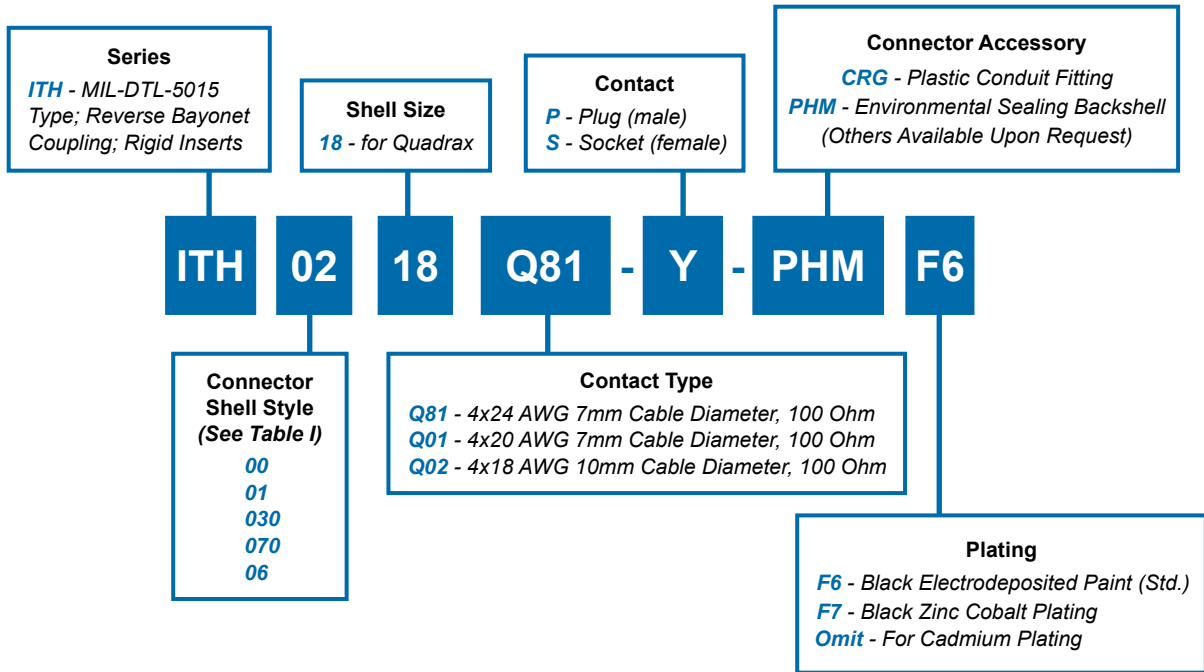 Series
ITH - MIL-DTL-5015
Type; Reverse Bayonet
Coupling; Rigid Inserts
Shell Size
18 - for Quadrax
Contact
P - Plug (male)
S - Socket (female)
Connector Accessory
CRG - Plastic Conduit Fitting
PHM - Environmental Sealing Backshell
(Others Available Upon Request)
ITH 02 18 Q81 - Y - PHM F6
Connector
Shell Style
(See Table I)
00
01
030
070
06
Contact Type
Q81 - 4x24 AWG 7mm Cable Diameter, 100 Ohm
Q01 - 4x20 AWG 7mm Cable Diameter, 100 Ohm
Q02 - 4x18 AWG 10mm Cable Diameter, 100 Ohm
Plating
F6 - Black Electrodeposited Paint (Std.)
F7 - Black Zinc Cobalt Plating
Omit - For Cadmium Plating